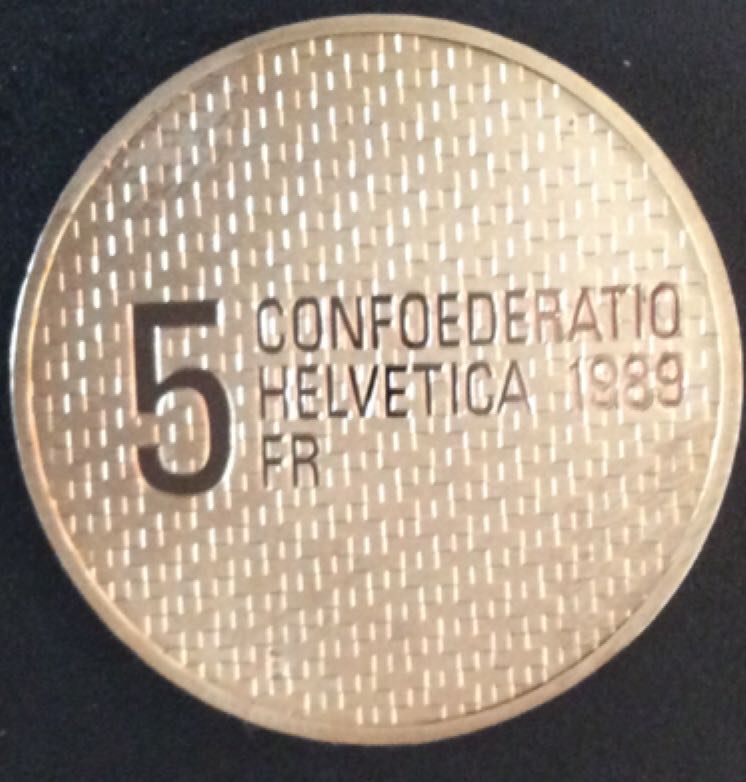 5 CONFOEDERATIO
HELVETICA 1989
FR